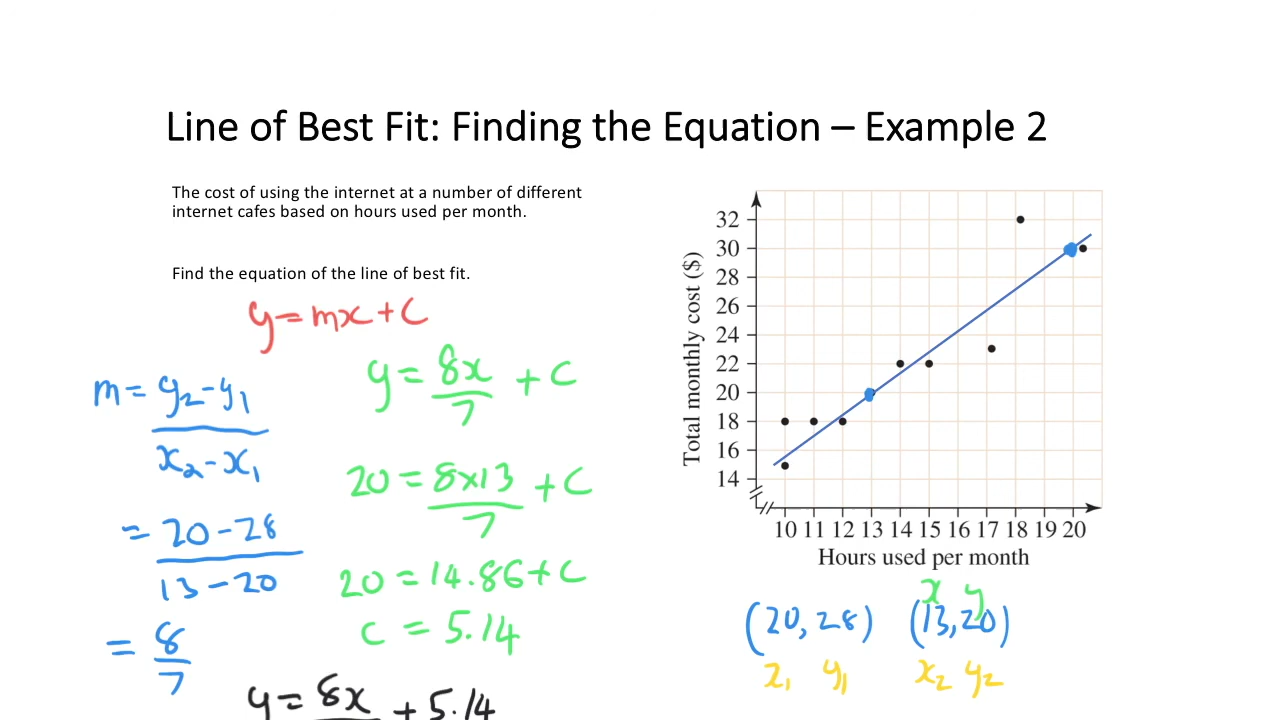 Line of Best Fit: Finding the Equation – Example 2
The cost of using the internet at a number of different
internet cafes based on hours used per month.
Find the equation of the line of best fit.
y=mx+c
m= y2-y1
x2-x1
= 20-28
13-20
= 8
7
y= 8x + c
7
20 = 8x13 + c
7
20 = 14.86+c
c = 5.14
y= 8x + 5.14
Total monthly cost ($)
32
30
28
26
24
22
20
18
16
14
10 11 12 13 14 15 16 17 18 19 20
Hours used per month
x y
(20,28) (13,20)
x1 y1 x2 y2